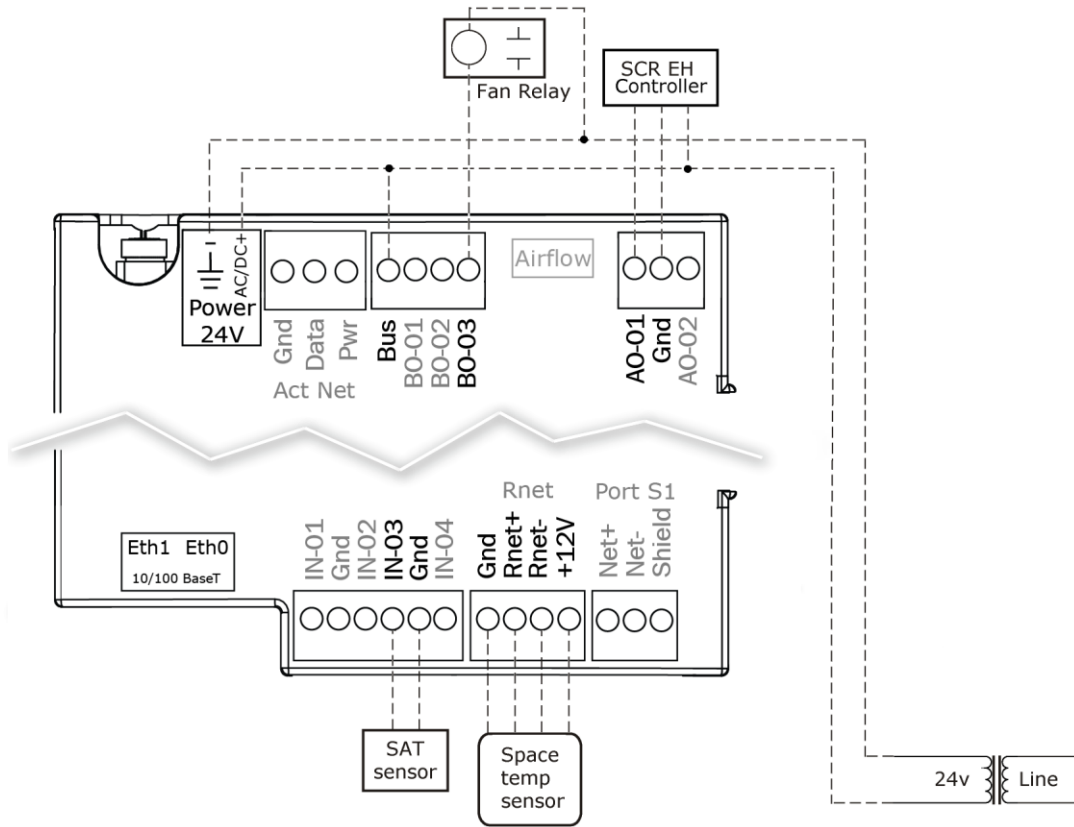 Fan Relay
SCR EH
Controller
-
AC/DC+
Power
24V
Gnd
Data
Pwr
Act Net
Bus
BO-01
BO-02
BO-03
Airflow
AO-01
Gnd
AO-02
Eth1 Eth0
10/100 BaseT
IN-01
Gnd
IN-02
IN-03
Gnd
IN-04
Rnet
Gnd
Rnet+
Rnet-
+12V
Port S1
Net+
Net-
Shield
SAT
sensor
Space
temp
sensor
24v
Line